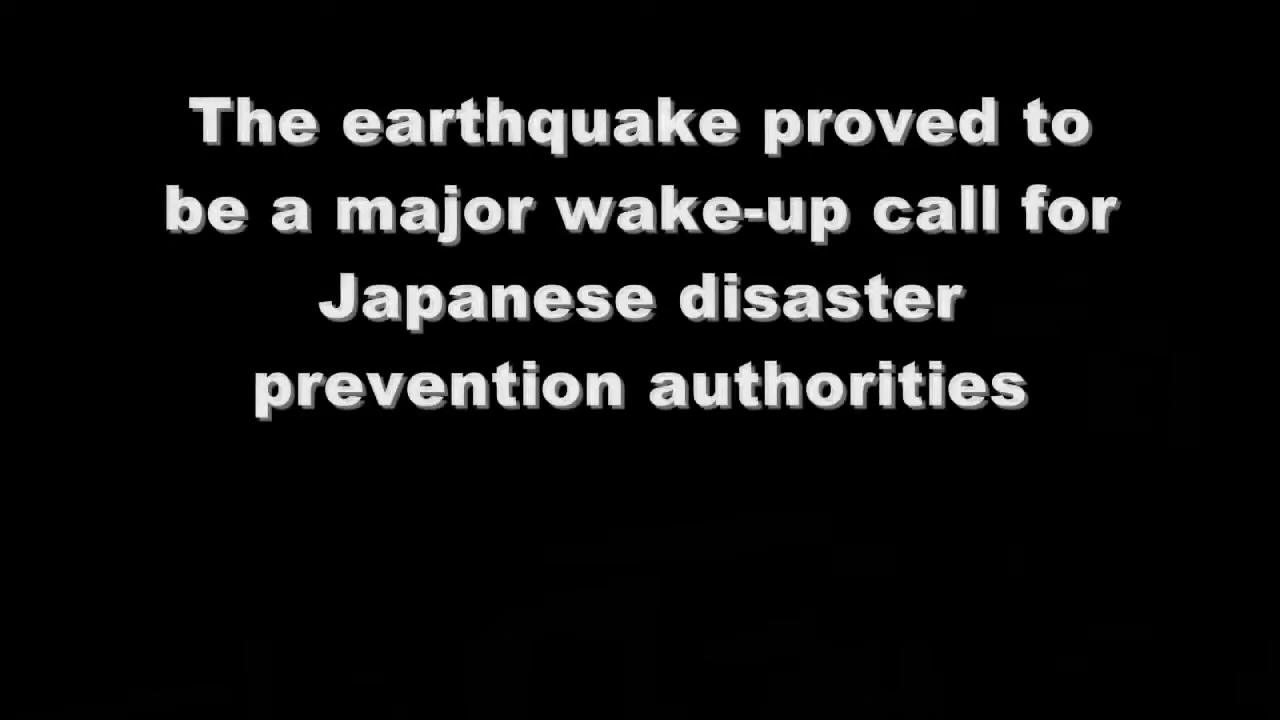 The earthquake proved to
be a major wake-up call for
Japanese disaster
prevention authorities